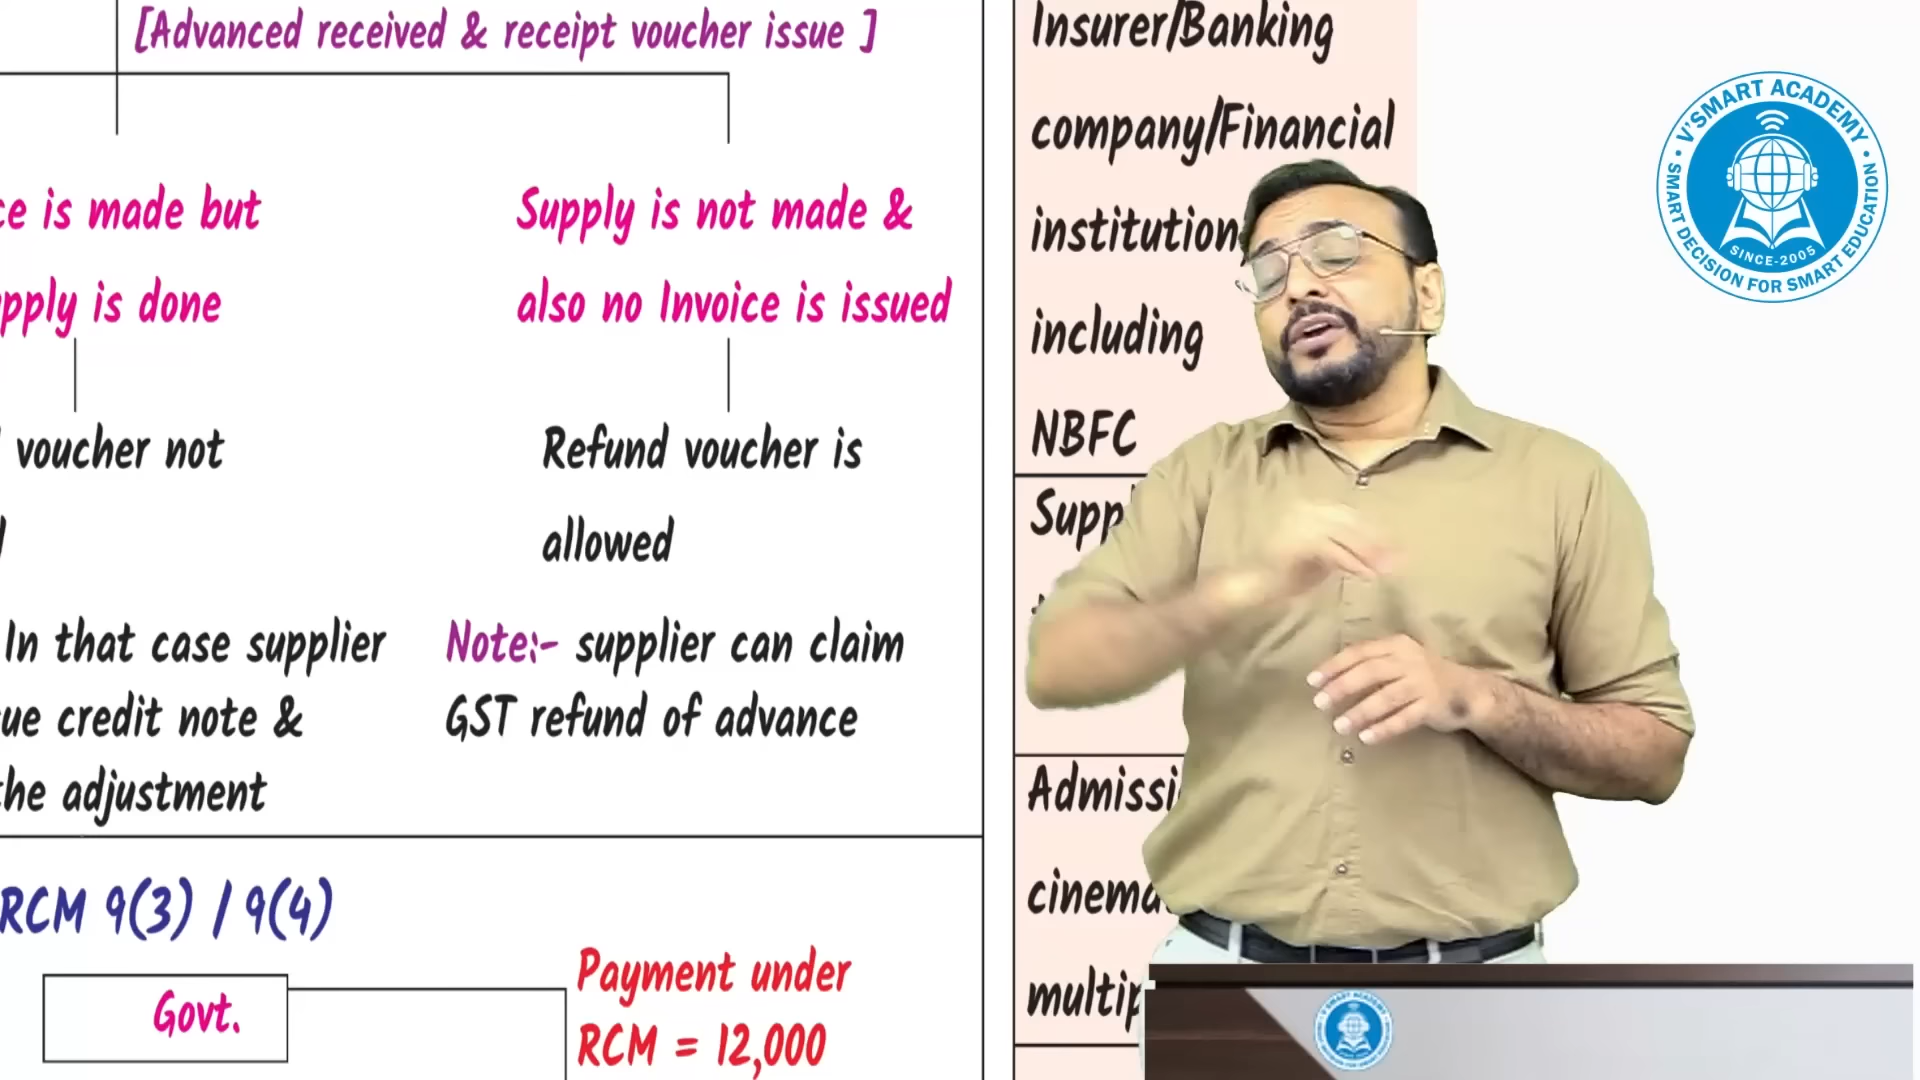 [Advanced received & receipt voucher issue ]
ce is made but
pply is done
voucher not
In that case supplier
ue credit note &
the adjustment
Supply is not made &
also no Invoice is issued
Refund voucher is
allowed
Note:- supplier can claim
GST refund of advance
RCM 9(3) / 9(4)
Govt.
Payment under
RCM = 12,000
Insurer/Banking
company/Financial
institution
including
NBFC
Supp
Admissi
cinema
multip
V'SMART ACADEMY
SINCE-2005
SMART DECISION FOR SMART EDUCATION